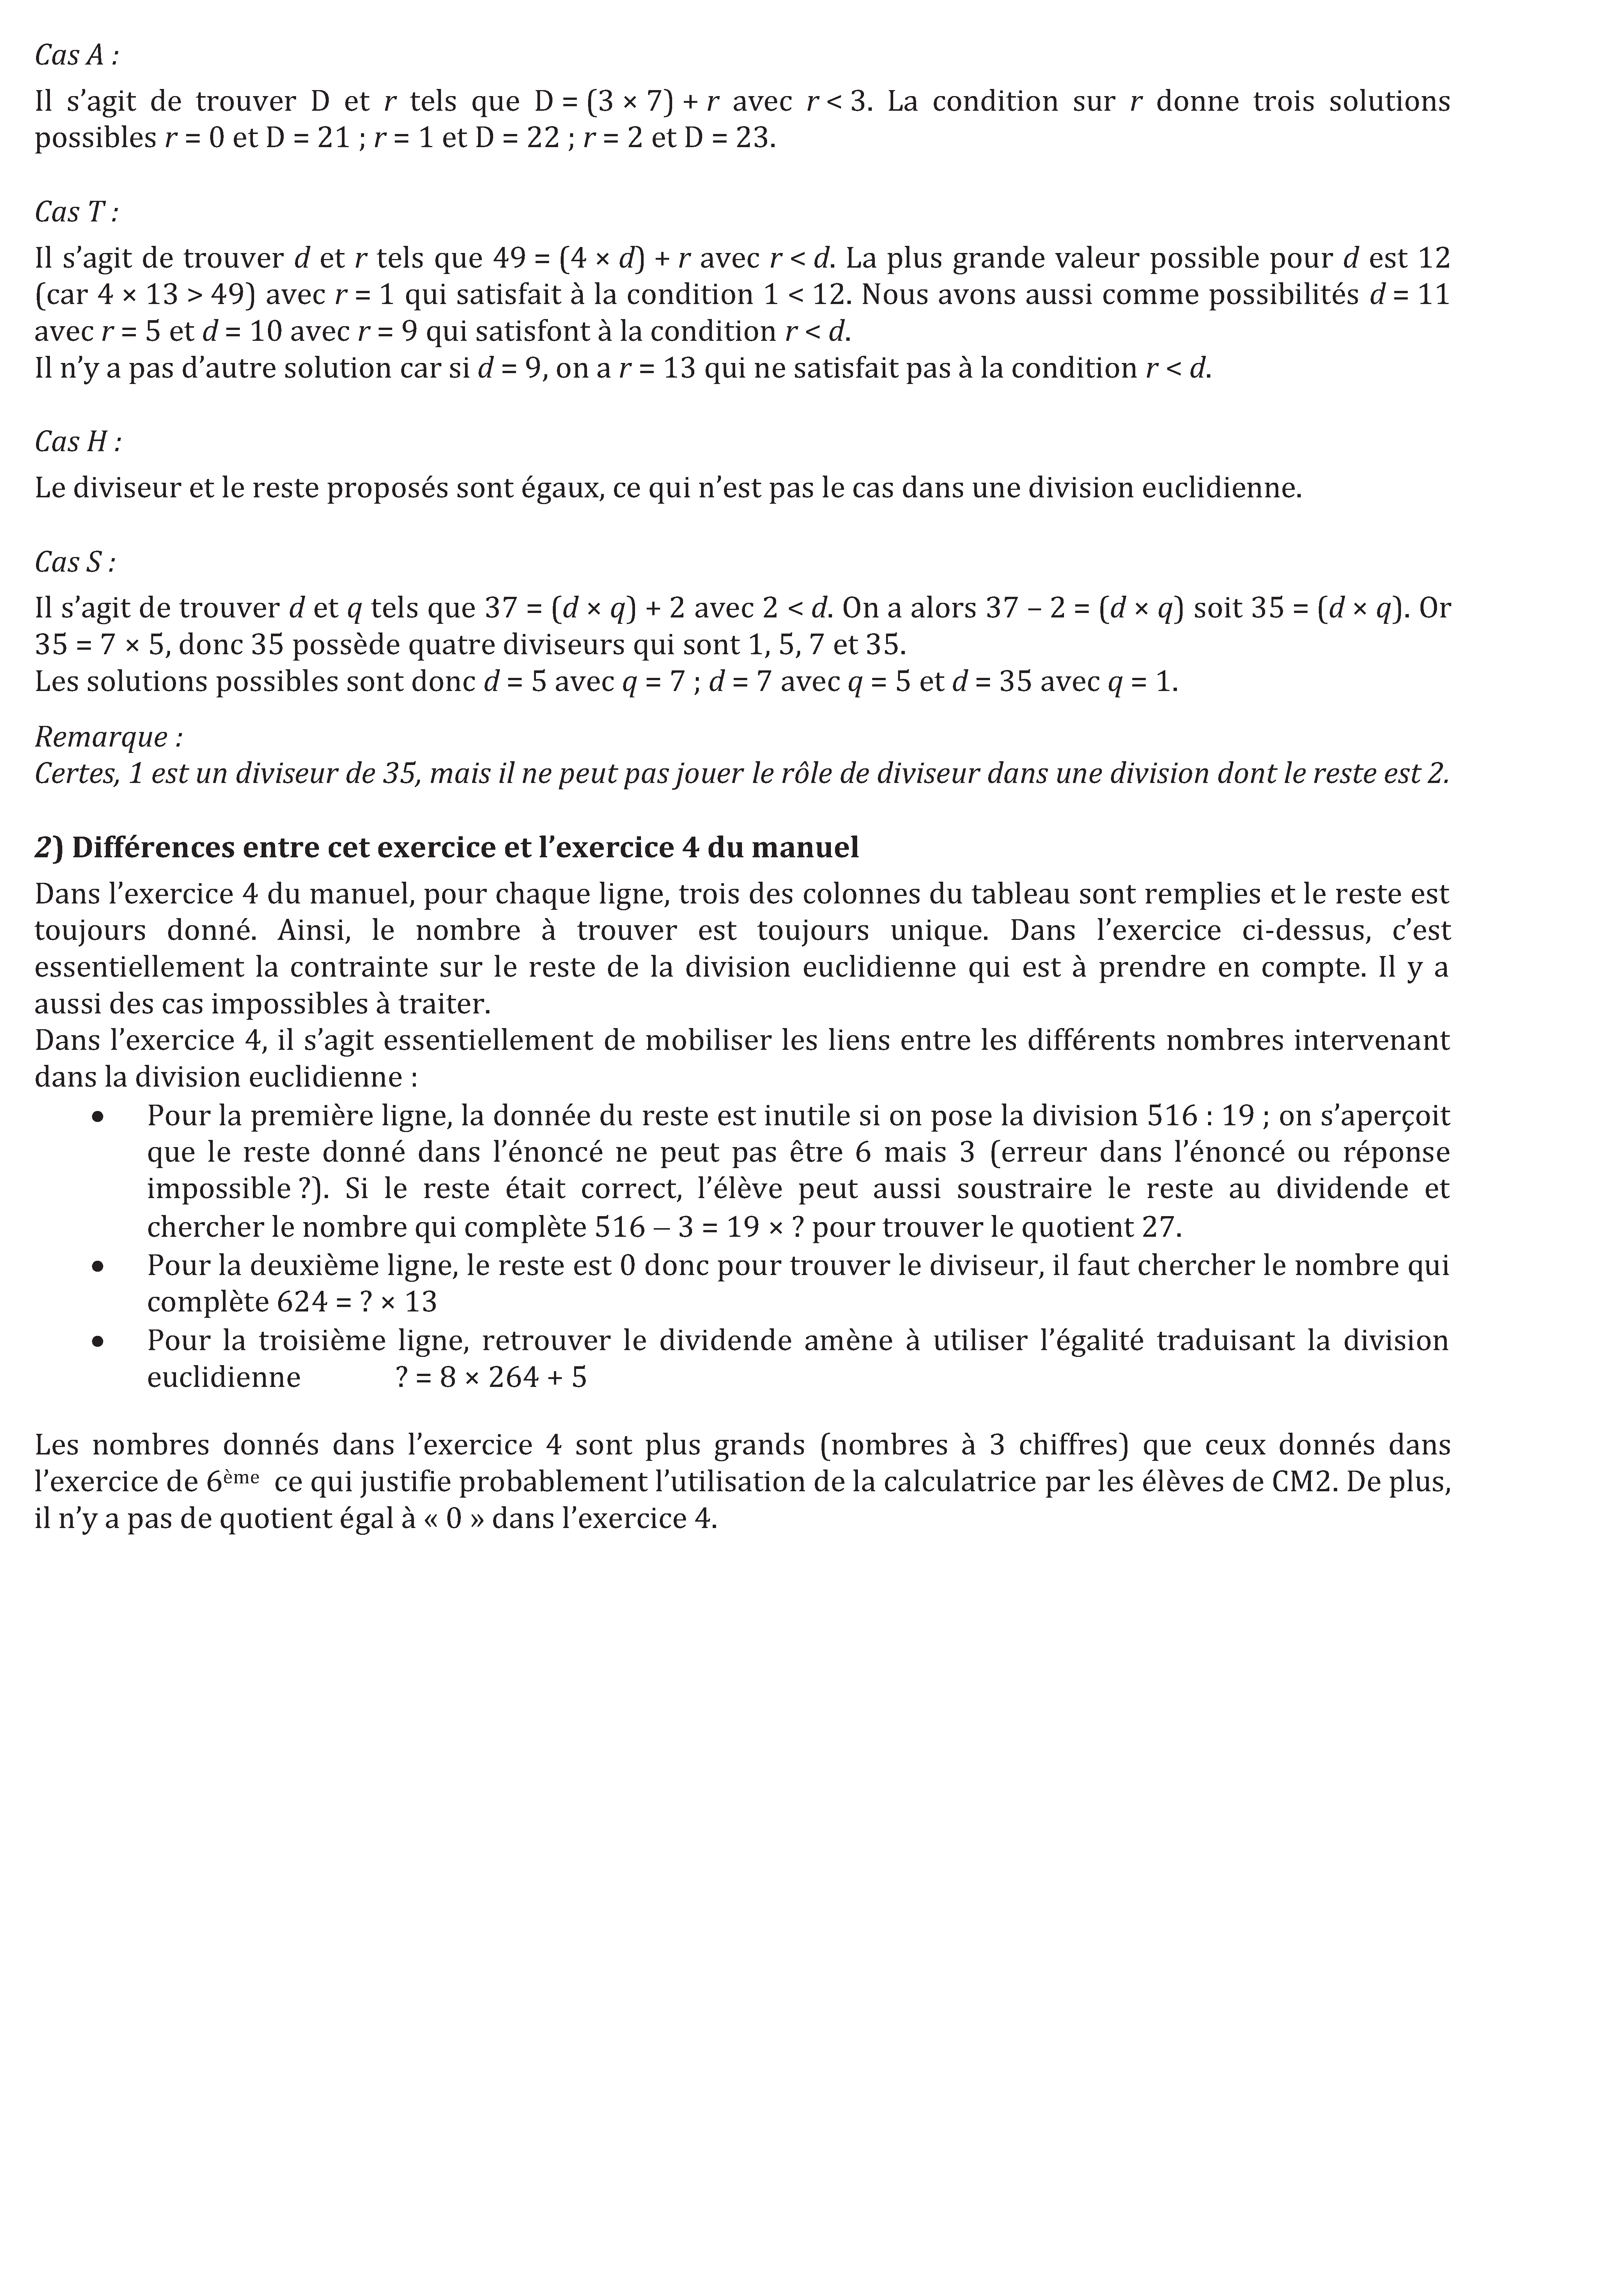 Cas A :
Il s’agit de trouver D et r tels que D = (3 × 7) + r avec r < 3. La condition sur r donne trois solutions
possibles r = 0 et D = 21 ; r = 1 et D = 22 ; r = 2 et D = 23.
Cas T :
Il s’agit de trouver d et r tels que 49 = (4 × d) + r avec r < d. La plus grande valeur possible pour d est 12
(car 4 × 13 > 49) avec r = 1 qui satisfait à la condition 1 < 12. Nous avons aussi comme possibilités d = 11
avec r = 5 et d = 10 avec r = 9 qui satisfont à la condition r < d.
Il n’y a pas d’autre solution car si d = 9, on a r = 13 qui ne satisfait pas à la condition r < d.
Cas H :
Le diviseur et le reste proposés sont égaux, ce qui n’est pas le cas dans une division euclidienne.
Cas S :
Il s’agit de trouver d et q tels que 37 = (d × q) + 2 avec 2 < d. On a alors 37 – 2 = (d × q) soit 35 = (d × q). Or
35 = 7 × 5, donc 35 possède quatre diviseurs qui sont 1, 5, 7 et 35.
Les solutions possibles sont donc d = 5 avec q = 7 ; d = 7 avec q = 5 et d = 35 avec q = 1.
Remarque :
Certes, 1 est un diviseur de 35, mais il ne peut pas jouer le rôle de diviseur dans une division dont le reste est 2.
2) Différences entre cet exercice et l’exercice 4 du manuel
Dans l’exercice 4 du manuel, pour chaque ligne, trois des colonnes du tableau sont remplies et le reste est
toujours donné. Ainsi, le nombre à trouver est toujours unique. Dans l’exercice ci-dessus, c’est
essentiellement la contrainte sur le reste de la division euclidienne qui est à prendre en compte. Il y a
aussi des cas impossibles à traiter.
Dans l’exercice 4, il s’agit essentiellement de mobiliser les liens entre les différents nombres intervenant
dans la division euclidienne :
• Pour la première ligne, la donnée du reste est inutile si on pose la division 516 : 19 ; on s’aperçoit
que le reste donné dans l’énoncé ne peut pas être 6 mais 3 (erreur dans l’énoncé ou réponse
impossible ?). Si le reste était correct, l’élève peut aussi soustraire le reste au dividende et
chercher le nombre qui complète 516 – 3 = 19 × ? pour trouver le quotient 27.
• Pour la deuxième ligne, le reste est 0 donc pour trouver le diviseur, il faut chercher le nombre qui
complète 624 = ? × 13
• Pour la troisième ligne, retrouver le dividende amène à utiliser l’égalité traduisant la division
euclidienne ? = 8 × 264 + 5
Les nombres donnés dans l’exercice 4 sont plus grands (nombres à 3 chiffres) que ceux donnés dans
l’exercice de 6ème ce qui justifie probablement l’utilisation de la calculatrice par les élèves de CM2. De plus,
il n’y a pas de quotient égal à « 0 » dans l’exercice 4.